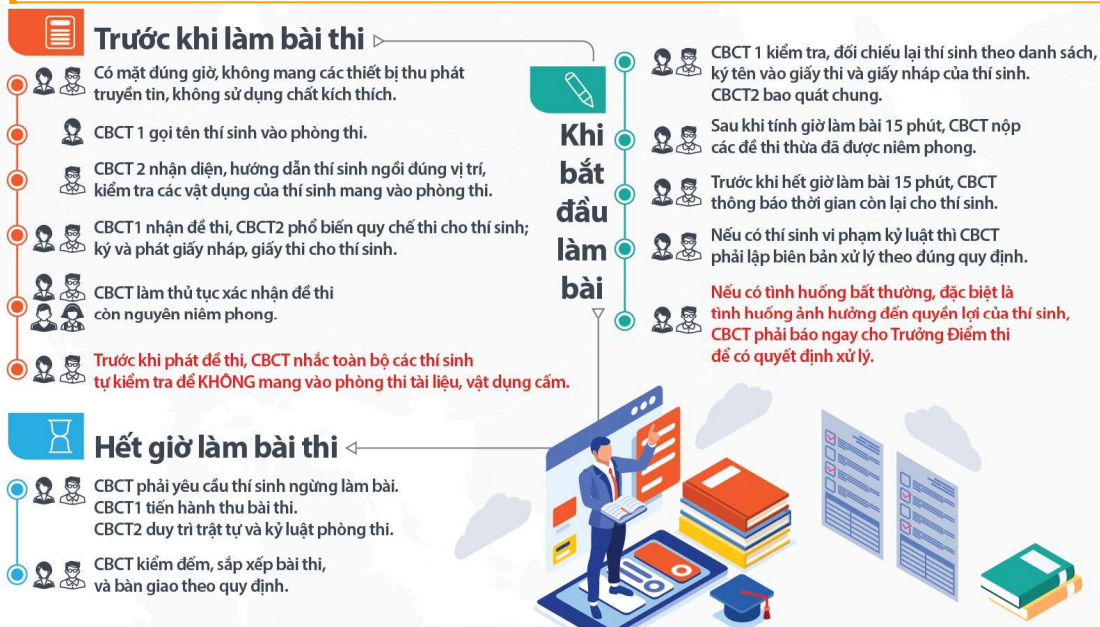 Trước khi làm bài thi
Có mặt đúng giờ, không mang các thiết bị thu phát
truyền tin, không sử dụng chất kích thích.
CBCT 1 gọi tên thí sinh vào phòng thi.
CBCT 2 nhận diện, hướng dẫn thí sinh ngồi đúng vị trí,
kiểm tra các vật dụng của thí sinh mang vào phòng thi.
CBCT1 nhận đề thi, CBCT2 phổ biến quy chế thi cho thí sinh;
ký và phát giấy nháp, giấy thi cho thí sinh.
CBCT làm thủ tục xác nhận đề thi
còn nguyên niêm phong.
Trước khi phát đề thi, CBCT nhắc toàn bộ các thí sinh
tự kiểm tra để KHÔNG mang vào phòng thi tài liệu, vật dụng cấm.
Khi
bắt
đầu
làm
bài
CBCT 1 kiểm tra, đối chiếu lại thí sinh theo danh sách,
ký tên vào giấy thi và giấy nháp của thí sinh.
CBCT2 bao quát chung.
Sau khi tính giờ làm bài 15 phút, CBCT nộp
các đề thi thừa đã được niêm phong.
Trước khi hết giờ làm bài 15 phút, CBCT
thông báo thời gian còn lại cho thí sinh.
Nếu có thí sinh vi phạm kỷ luật thì CBCT
phải lập biên bản xử lý theo đúng quy định.
Nếu có tình huống bất thường, đặc biệt là
tình huống ảnh hưởng đến quyền lợi của thí sinh,
CBCT phải báo ngay cho Trưởng Điểm thi
để có quyết định xử lý.
Hết giờ làm bài thi
CBCT phải yêu cầu thí sinh ngừng làm bài.
CBCT1 tiến hành thu bài thi.
CBCT2 duy trì trật tự và kỷ luật phòng thi.
CBCT kiểm đếm, sắp xếp bài thi,
và bàn giao theo quy định.